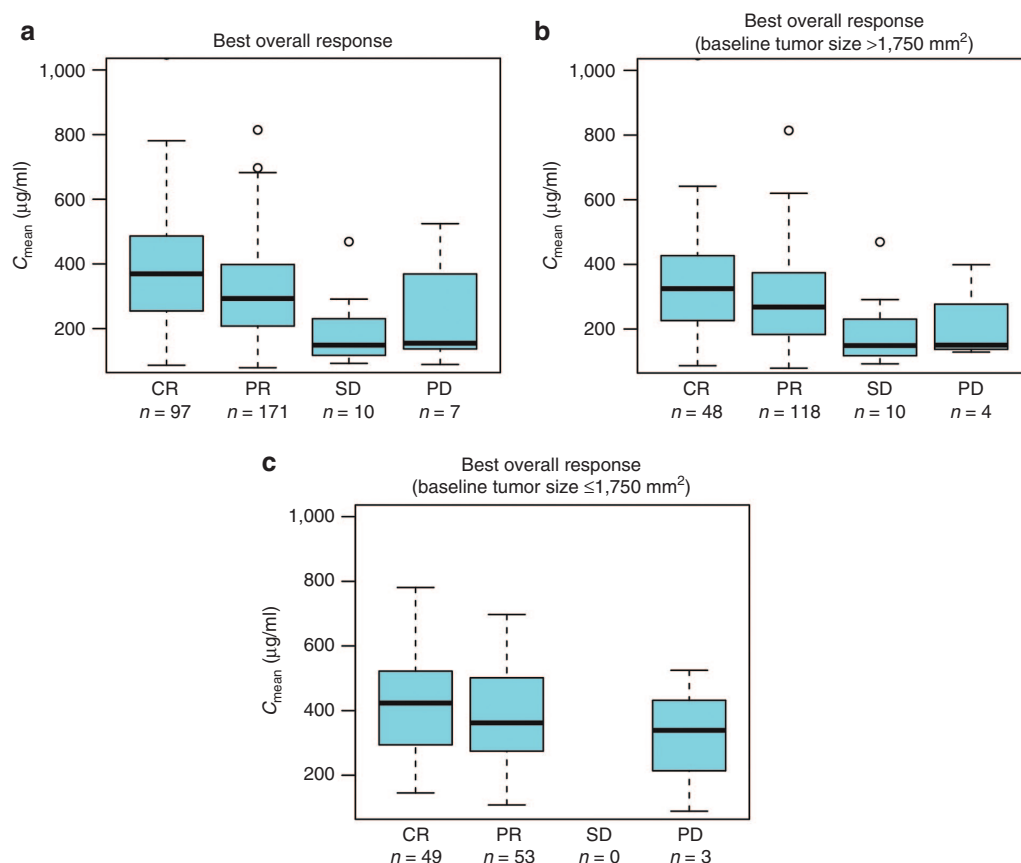 a
Best overall response
1,000
800
600
400
200
Cmean (μg/ml)
CR
PR
SD
PD
n = 97
n = 171
n = 10
n = 7
b
Best overall response
(baseline tumor size >1,750 mm²)
1,000
800
600
400
200
Cmean (μg/ml)
CR
PR
SD
PD
n = 48
n = 118
n = 10
n = 4
c
Best overall response
(baseline tumor size ≤1,750 mm²)
1,000
800
600
400
200
Cmean (μg/ml)
CR
PR
SD
PD
n = 49
n = 53
n = 0
n = 3